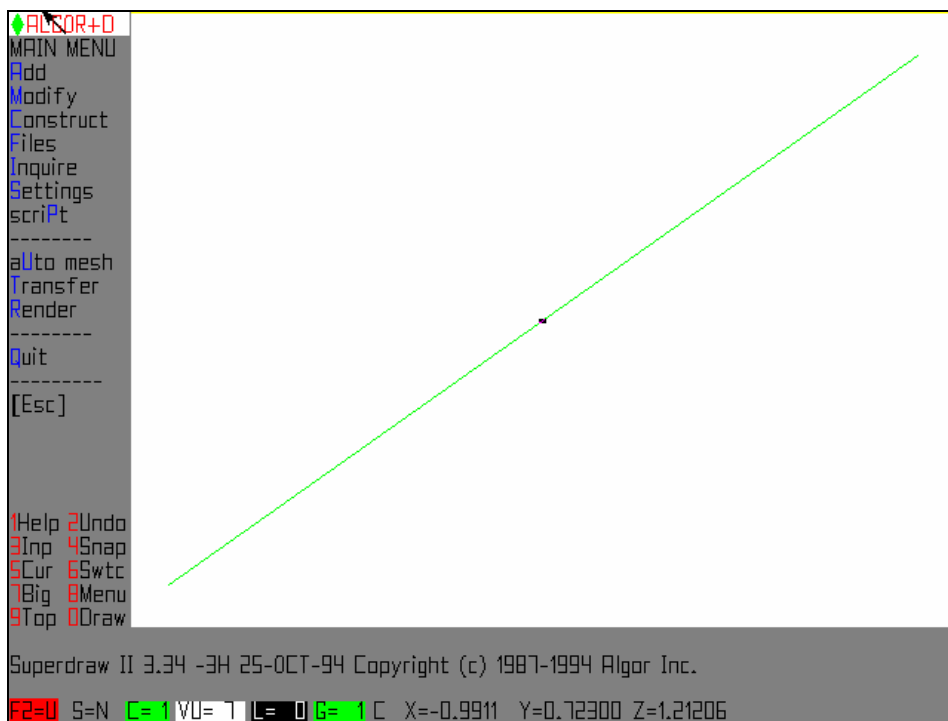 ALGOR+D
MAIN MENU
Add
Modify
Construct
Files
Inquire
Settings
scriPt
--------
aUto mesh
Transfer
Render
--------
Quit
---------
[Esc]
1Help 2Undo
3Inp 4Snap
5Cur 6Swtc
7Big 8Menu
9Top 0Draw
Superdraw II 3.34 -3H 25-OCT-94 Copyright (c) 1987-1994 Algor Inc.
F2=U S=N C= 1 VU= 7 L= 0 G= 1 C X=-0.9911 Y=0.72300 Z=1.21206